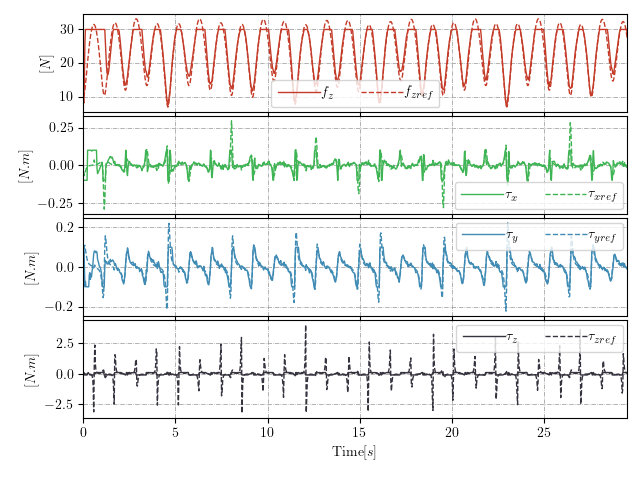 30
20
10
[N]
f_z
f_{zref}
0.25
0.00
−0.25
[N.m]
τ_x
τ_{xref}
0.2
0.0
−0.2
[N.m]
τ_y
τ_{yref}
2.5
0.0
−2.5
[N.m]
τ_z
τ_{zref}
0 5 10 15 20 25
Time[s]